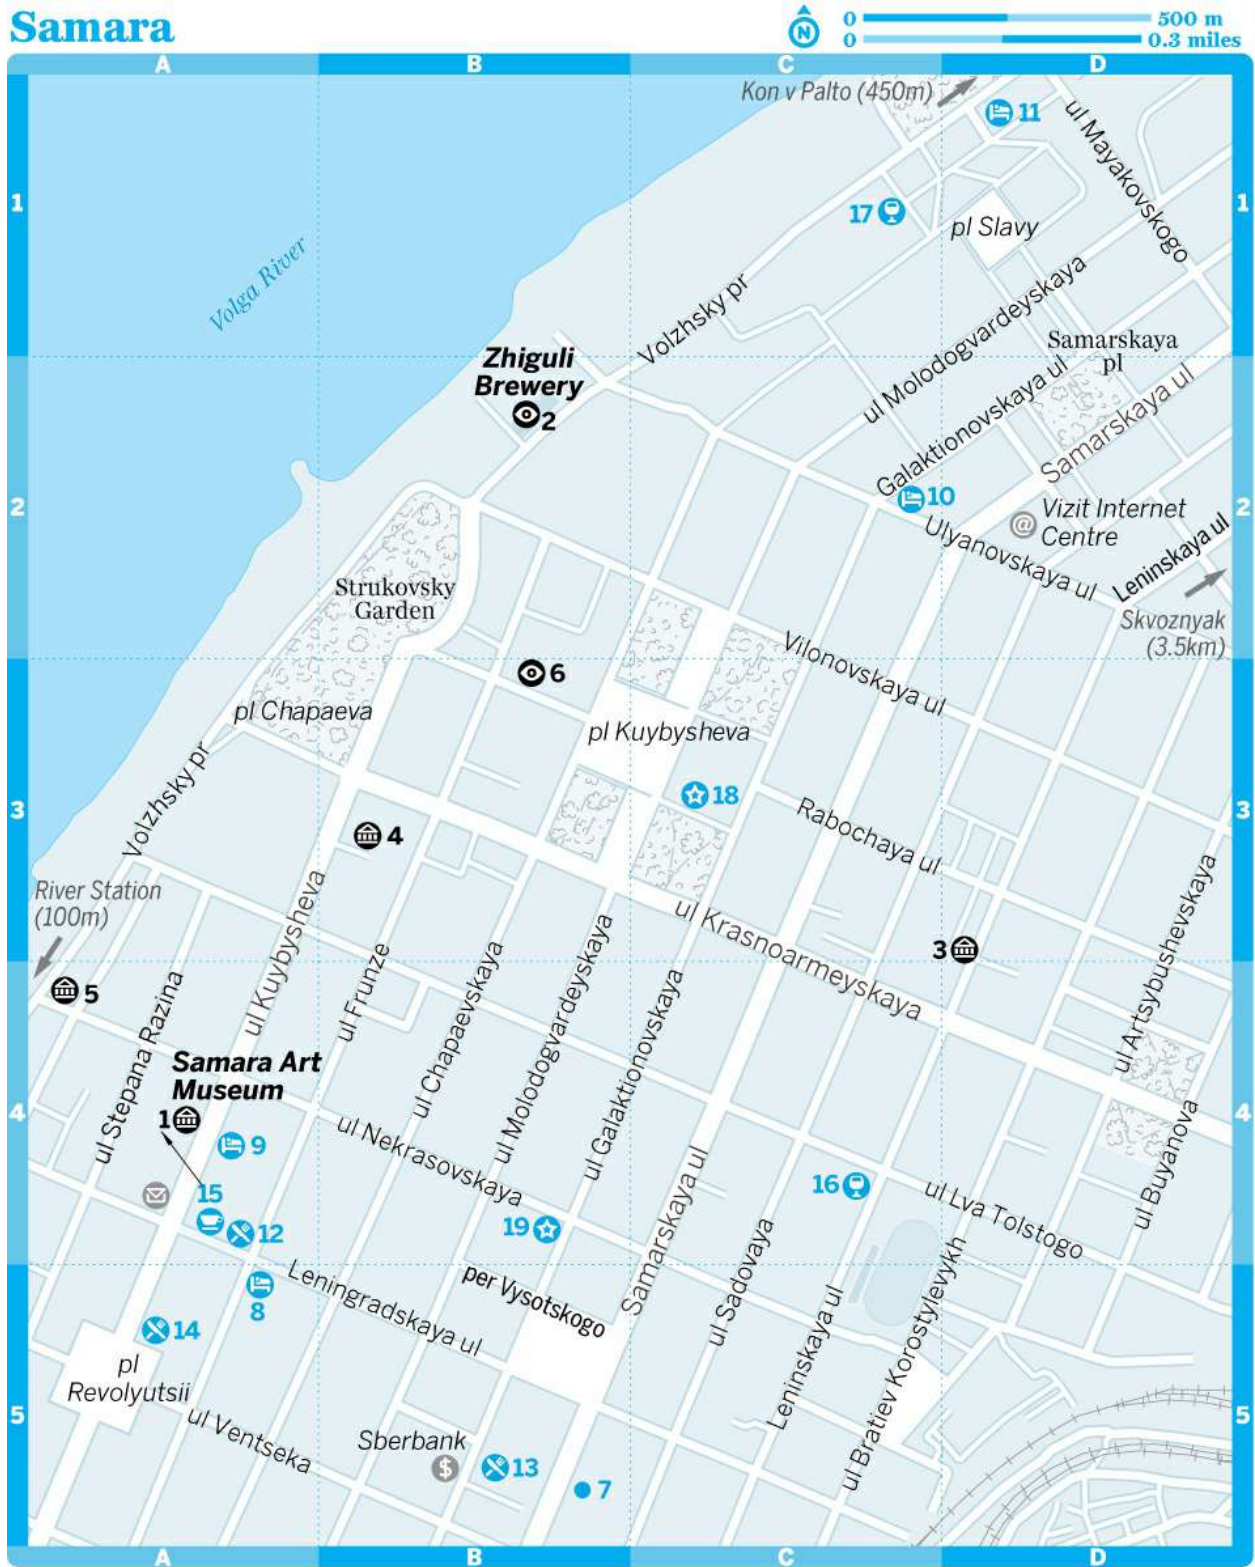 Samara
N
0 500 m
0 0.3 miles
A B C D
Kon v Palto (450m)
11
ul Mayakovskogo
1 1
17
pl Slavy
Volga River
Volzhsky pr
ul Molodogvardeyskaya
Samarskaya
pl
Zhiguli
Brewery
2
Galaktionovskaya ul
Samarskaya ul
10
2 2
@
Vizit Internet
Centre
Ulyanovskaya ul
Leninskaya ul
Strukovsky
Garden
Skvoznyak
(3.5km)
Vilonovskaya ul
6
pl Chapaeva
pl Kuybysheva
Volzhsky pr
18
3 3
Rabochaya ul
4
River Station
(100m)
ul Kuybysheva
ul Krasnoarmeyskaya
3
ul Artsybushevskaya
5
ul Stepana Razina
ul Frunze
ul Chapaevskaya
ul Molodogvardeyskaya
ul Galaktionovskaya
Samara Art
Museum
1
4 4
9
ul Nekrasovskaya
ul Buyanova
15
16
ul Lva Tolstogo
12
19
Samarskaya ul
ul Sadovaya
per Vysotskogo
Leningradskaya ul
8
Leninskaya ul
ul Bratiev Korostylevykh
14
pl
Revolyutsii
5 5
ul Ventseka
Sberbank
$
13
7
A B C D